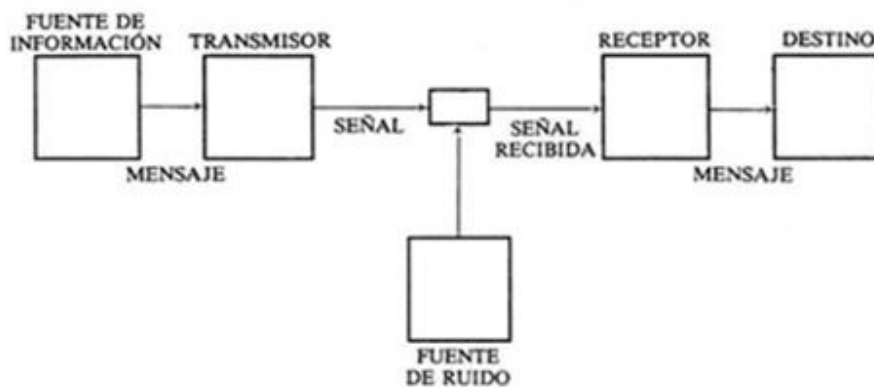 FUENTE DE
INFORMACIÓN
TRANSMISOR
RECEPTOR
DESTINO
SEÑAL
SEÑAL
RECIBIDA
MENSAJE
MENSAJE
FUENTE
DE RUIDO